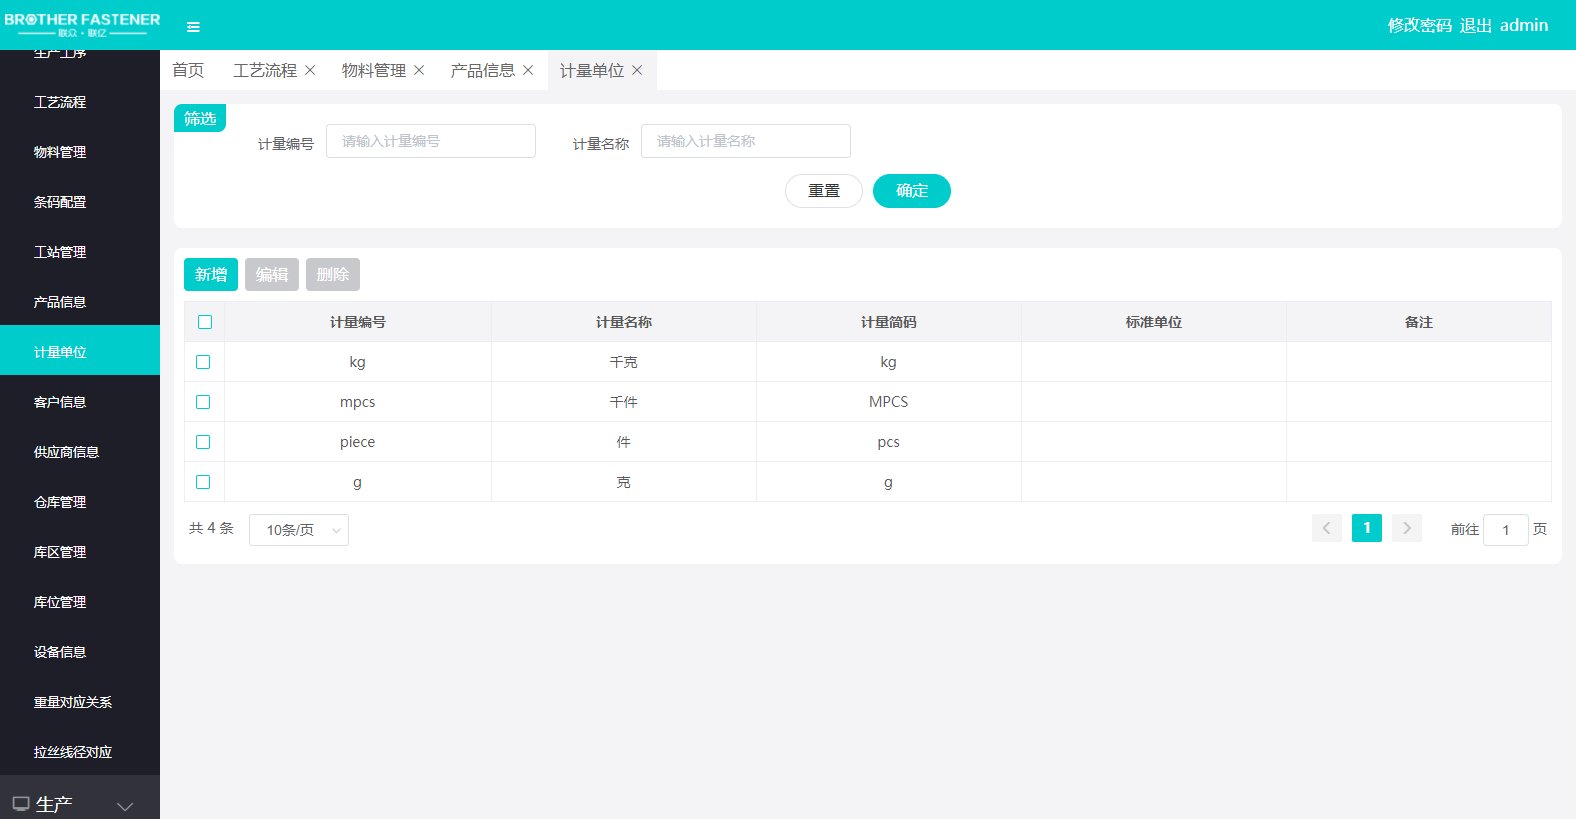 BROTHER FASTENER
联众·联亿
修改密码 退出 admin
生产工序
工艺流程
物料管理
条码配置
工站管理
产品信息
计量单位
客户信息
供应商信息
仓库管理
库区管理
库位管理
设备信息
重量对应关系
拉丝线径对应
生产
首页 工艺流程 物料管理 产品信息 计量单位
筛选
计量编号 请输入计量编号 计量名称 请输入计量名称
重置 确定
新增 编辑 删除
计量编号 计量名称 计量简码 标准单位 备注
kg 千克 kg
mpcs 千件 MPCS
piece 件 pcs
g 克 g
共 4 条 10条/页 1 前往 1 页